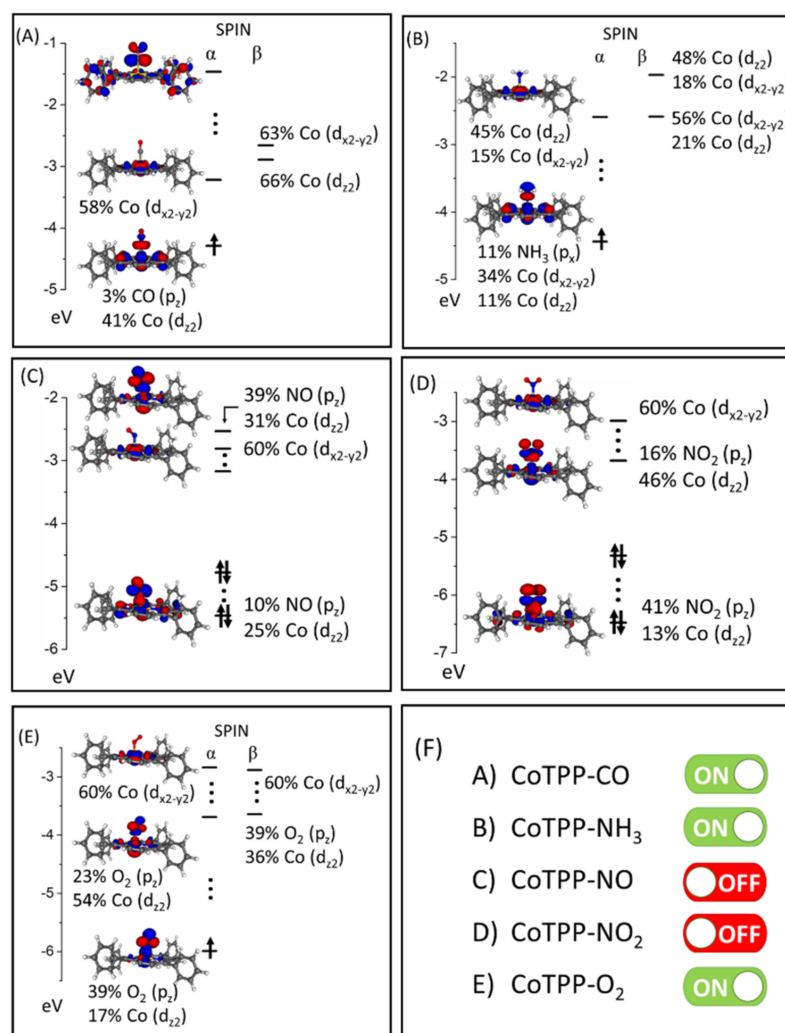 (A)
SPIN
α β
-1
-2
-3
-4
-5
eV
63% Co (dx2-y2)
66% Co (dz2)
58% Co (dx2-y2)
3% CO (pz)
41% Co (dz2)
(B)
SPIN
α β
-2
-3
-4
-5
eV
48% Co (dz2)
18% Co (dx2-y2)
56% Co (dx2-y2)
21% Co (dz2)
45% Co (dz2)
15% Co (dx2-y2)
11% NH3 (px)
34% Co (dx2-y2)
11% Co (dz2)
(C)
-2
-3
-4
-5
-6
eV
39% NO (pz)
31% Co (dz2)
60% Co (dx2-y2)
10% NO (pz)
25% Co (dz2)
(D)
-3
-4
-5
-6
-7
eV
60% Co (dx2-y2)
16% NO2 (pz)
46% Co (dz2)
41% NO2 (pz)
13% Co (dz2)
(E)
SPIN
α β
-3
-4
-5
-6
eV
60% Co (dx2-y2)
60% Co (dx2-y2)
39% O2 (pz)
36% Co (dz2)
23% O2 (pz)
54% Co (dz2)
39% O2 (pz)
17% Co (dz2)
(F)
A) CoTPP-CO ON
B) CoTPP-NH3 ON
C) CoTPP-NO OFF
D) CoTPP-NO2 OFF
E) CoTPP-O2 ON